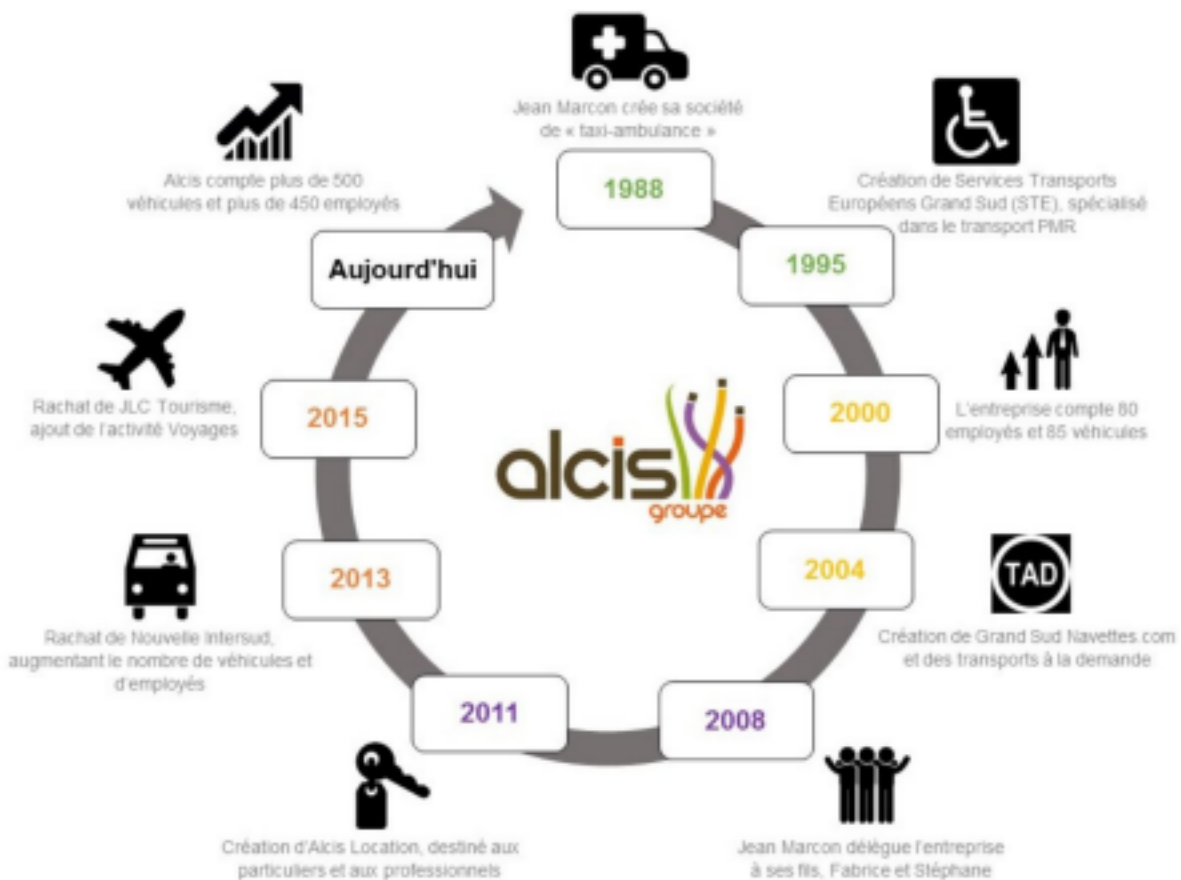 Jean Marcon crée sa société
de « taxi-ambulance »
1988
Création de Services Transports
Européens Grand Sud (STE), spécialisé
dans le transport PMR
1995
2000
L'entreprise compte 80
employés et 85 véhicules
2004
TAD
Création de Grand Sud Navettes.com
et des transports à la demande
2008
Jean Marcon délègue l'entreprise
à ses fils, Fabrice et Stéphane
2011
Création d'Alcis Location, destiné aux
particuliers et aux professionnels
2013
Rachat de Nouvelle Intersud,
augmentant le nombre de véhicules et
d'employés
2015
Rachat de JLC Tourisme,
ajout de l'activité Voyages
Aujourd'hui
Alcis compte plus de 500
véhicules et plus de 450 employés
alcis
groupe